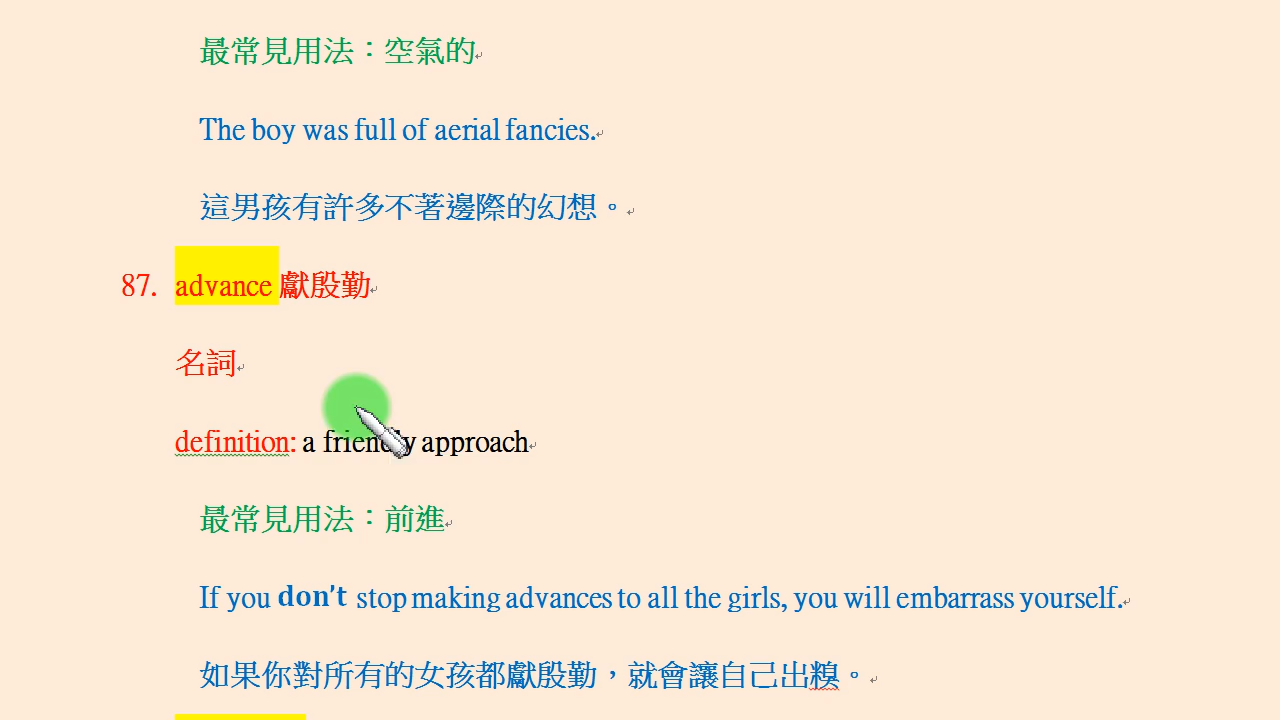 最常見用法：空氣的
The boy was full of aerial fancies.
這男孩有許多不著邊際的幻想。
87. advance 獻殷勤
名詞
definition: a friendly approach
最常見用法：前進
If you don't stop making advances to all the girls, you will embarrass yourself.
如果你對所有的女孩都獻殷勤，就會讓自己出糗。